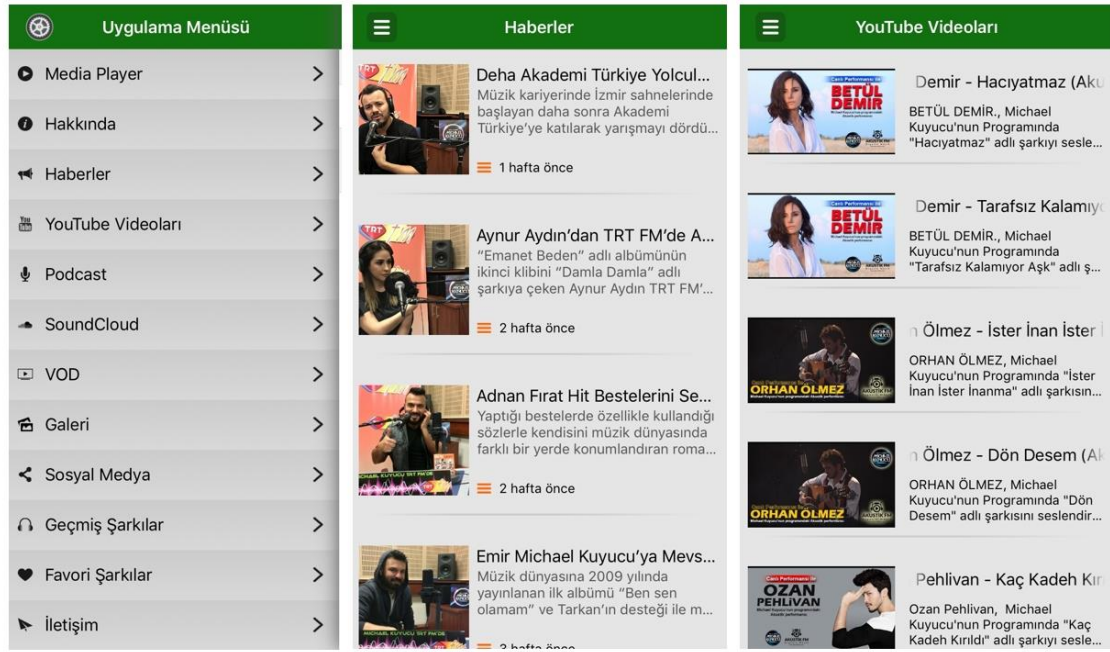 Uygulama Menüsü
Media Player
Hakkında
Haberler
YouTube Videoları
Podcast
SoundCloud
VOD
Galeri
Sosyal Medya
Geçmiş Şarkılar
Favori Şarkılar
İletişim
Haberler
Deha Akademi Türkiye Yolcul...
Müzik kariyerinde İzmir sahnelerinde
başlayan daha sonra Akademi
Türkiye’ye katılarak yarışmayı dördü...
1 hafta önce
Aynur Aydın’dan TRT FM’de A...
“Emanet Beden” adlı albümünün
ikinci klibini “Damla Damla” adlı
şarkıya çeken Aynur Aydın TRT FM’...
2 hafta önce
Adnan Fırat Hit Bestelerini Se...
Yaptığı bestelerde özellikle kullandığı
sözlerle kendisini müzik dünyasında
farklı bir yerde konumlandıran roma...
2 hafta önce
Emir Michael Kuyucu’ya Mevs...
Müzik dünyasına 2009 yılında
yayınlanan ilk albümü “Ben sen
olamam” ve Tarkan’ın desteği ile m...
3 hafta önce
YouTube Videoları
BETÜL
DEMİR
Demir - Hacıyatmaz (Aku
BETÜL DEMİR., Michael
Kuyucu'nun Programında
"Hacıyatmaz" adlı şarkıyı sesle...
BETÜL
DEMİR
Demir - Tarafsız Kalamıyo
BETÜL DEMİR., Michael
Kuyucu'nun Programında
"Tarafsız Kalamıyor Aşk" adlı ş...
ORHAN ÖLMEZ
n Ölmez - İster İnan İster İ
ORHAN ÖLMEZ, Michael
Kuyucu'nun Programında "İster
İnan İster İnanma" adlı şarkısın...
ORHAN ÖLMEZ
n Ölmez - Dön Desem (Ak
ORHAN ÖLMEZ, Michael
Kuyucu'nun Programında "Dön
Desem" adlı şarkısını seslendir...
OZAN
PEHLİVAN
Pehlivan - Kaç Kadeh Kırı
Ozan Pehlivan, Michael
Kuyucu'nun Programında "Kaç
Kadeh Kırıldı" adlı şarkıyı sesle...